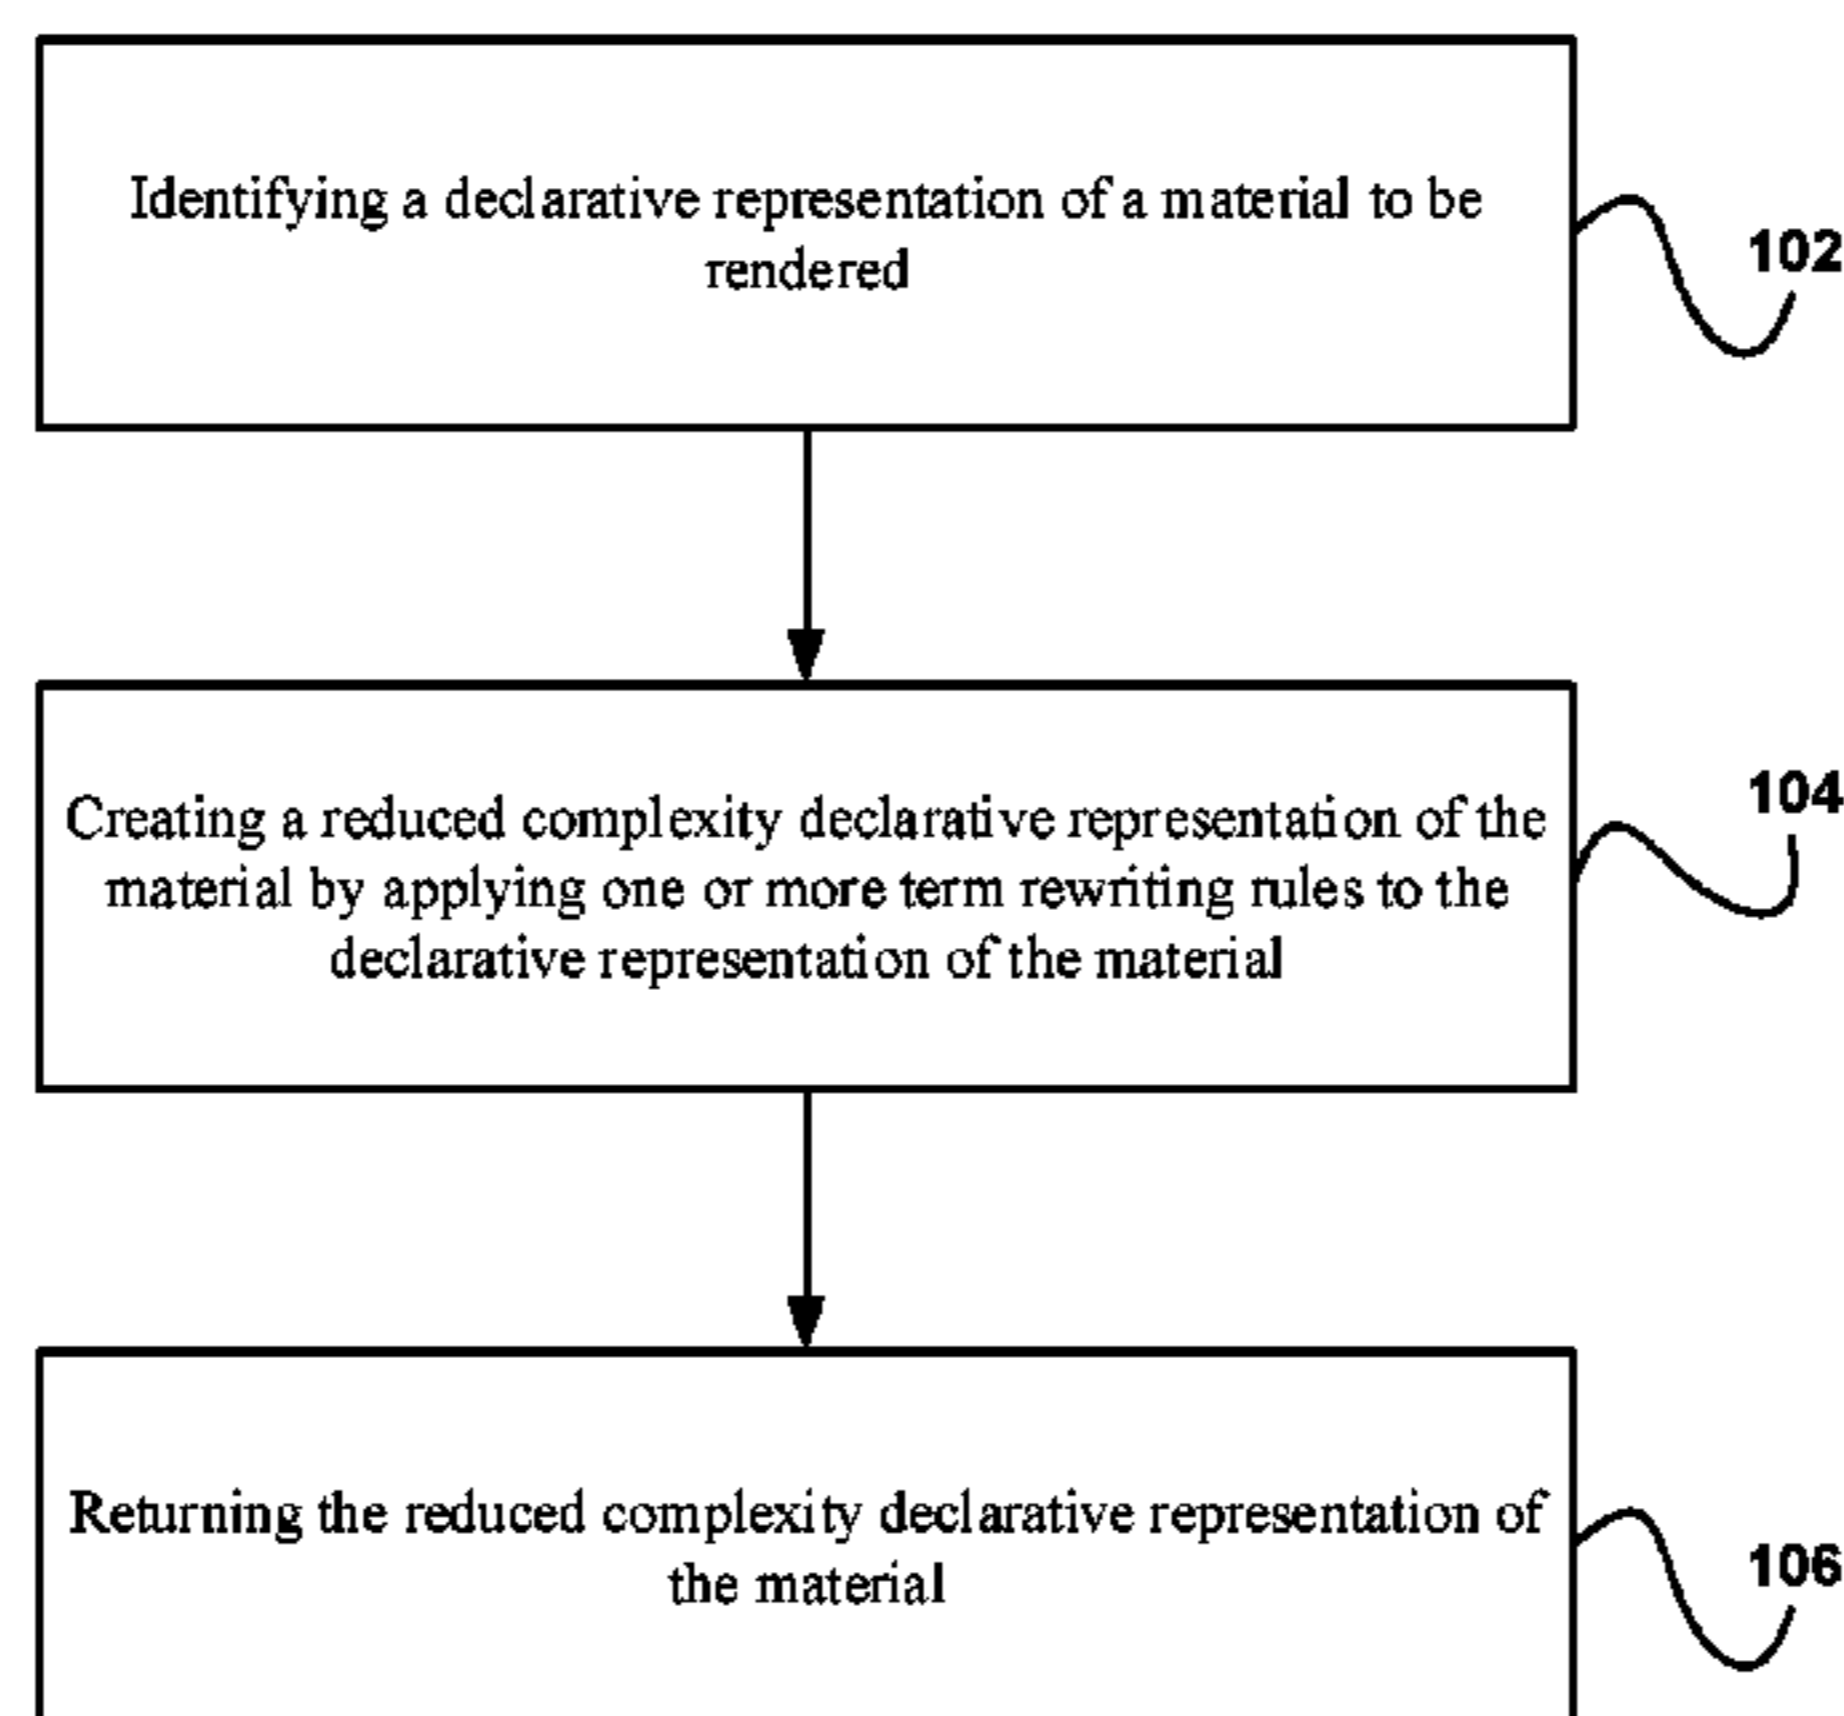 Identifying a declarative representation of a material to be
rendered
102
Creating a reduced complexity declarative representation of the
material by applying one or more term rewriting rules to the
declarative representation of the material
104
Returning the reduced complexity declarative representation of
the material
106